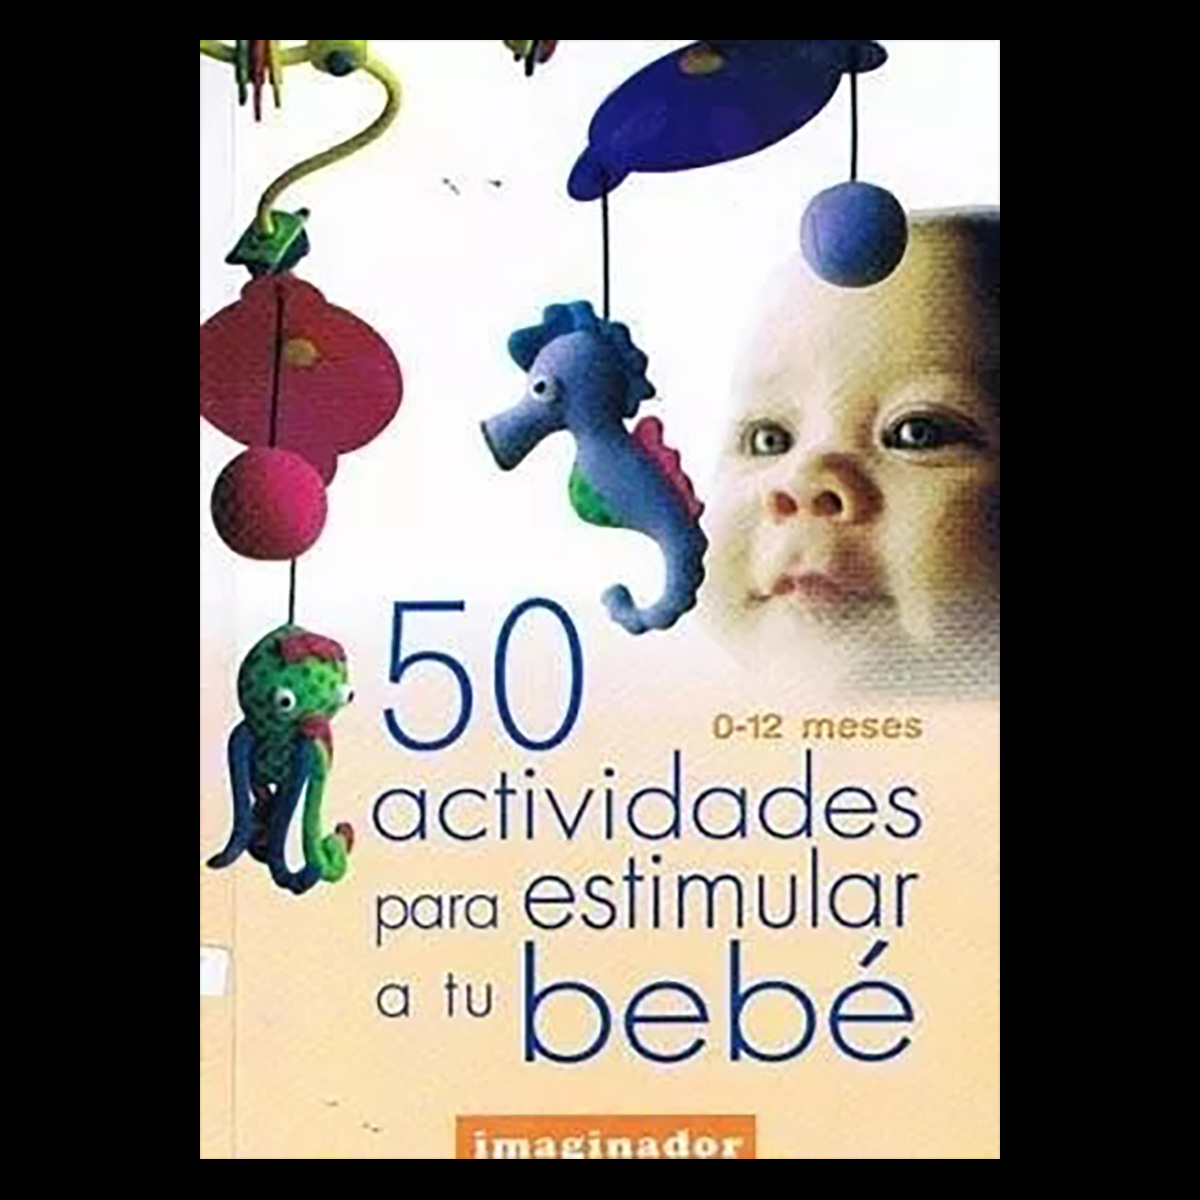 50
0-12 meses
actividades
para estimular
a tu bebé
imaginador